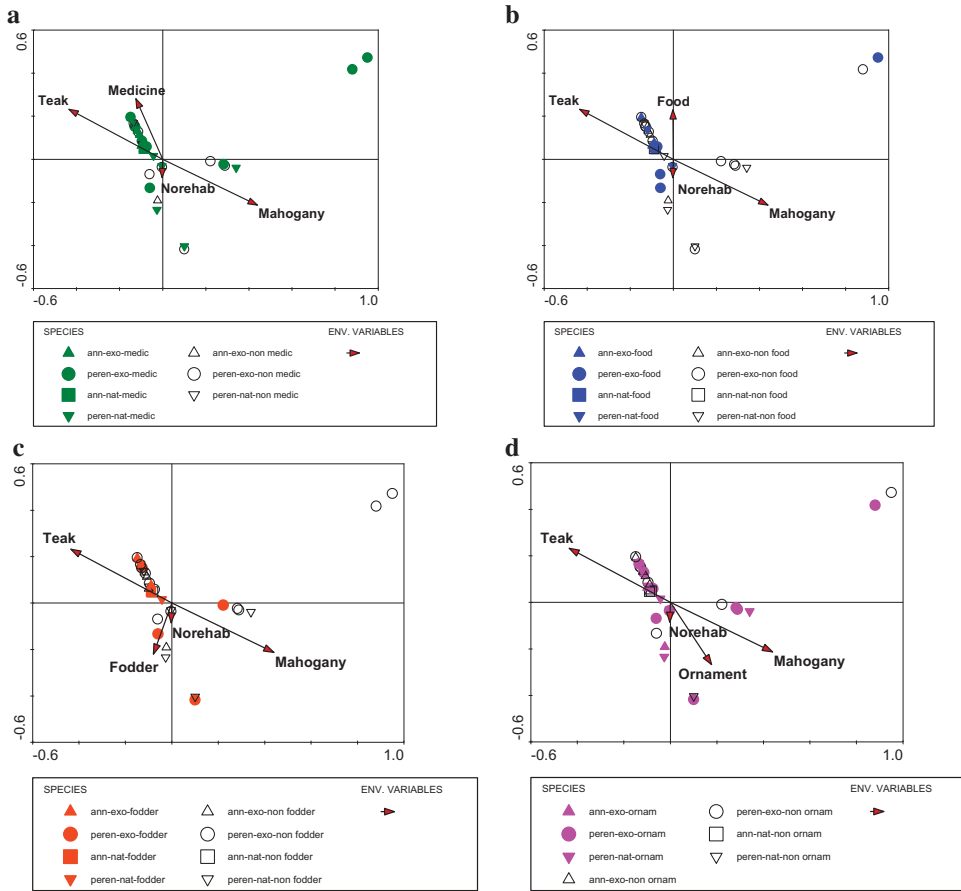 a
0.6
Medicine
Teak
Norehab
Mahogany
-0.6
-0.6
1.0
SPECIES
ENV. VARIABLES
ann-exo-medic
ann-exo-non medic
peren-exo-medic
peren-exo-non medic
ann-nat-medic
peren-nat-non medic
peren-nat-medic
b
0.6
Teak
Food
Norehab
Mahogany
-0.6
-0.6
1.0
SPECIES
ENV. VARIABLES
ann-exo-food
ann-exo-non food
peren-exo-food
peren-exo-non food
ann-nat-food
ann-nat-non food
peren-nat-food
peren-nat-non food
c
0.6
Teak
Norehab
Fodder
Mahogany
-0.6
-0.6
1.0
SPECIES
ENV. VARIABLES
ann-exo-fodder
ann-exo-non fodder
peren-exo-fodder
peren-exo-non fodder
ann-nat-fodder
ann-nat-non fodder
peren-nat-fodder
peren-nat-non fodder
d
0.6
Teak
Norehab
Mahogany
Ornament
-0.6
-0.6
1.0
SPECIES
ENV. VARIABLES
ann-exo-ornam
peren-exo-non ornam
peren-exo-ornam
ann-nat-non ornam
peren-nat-ornam
peren-nat-non ornam
ann-exo-non ornam